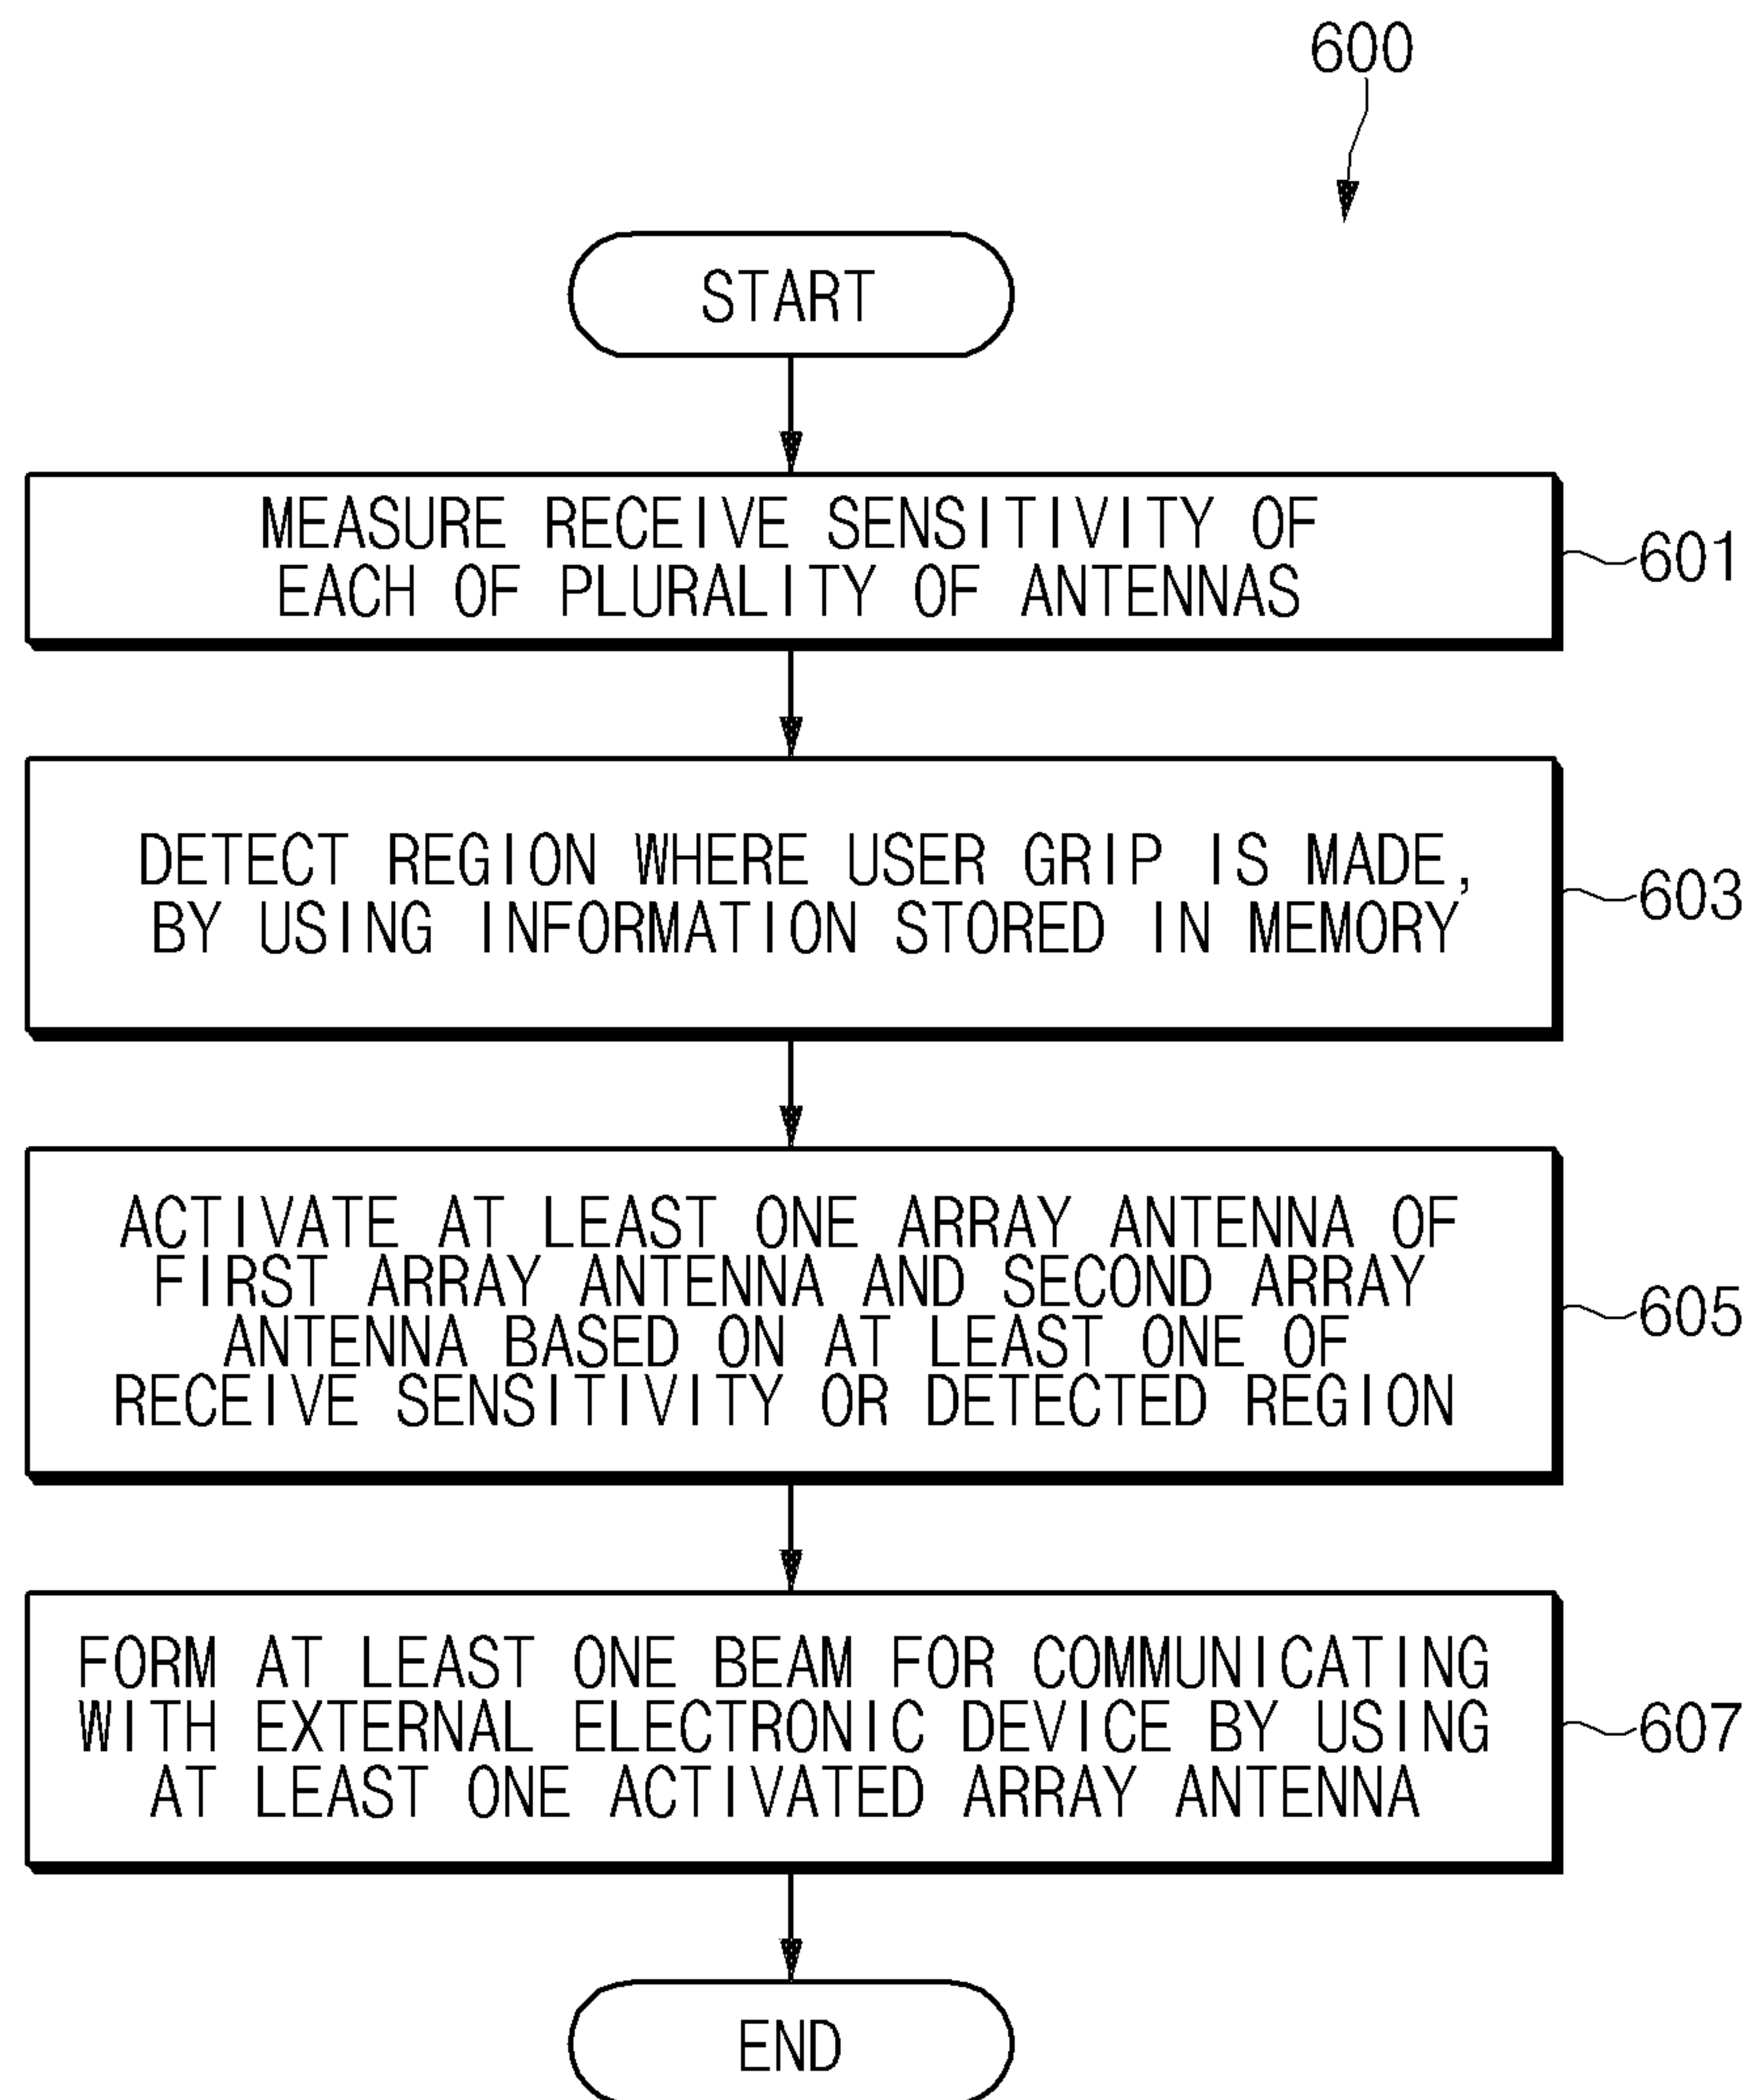 600
START
MEASURE RECEIVE SENSITIVITY OF
EACH OF PLURALITY OF ANTENNAS
601
DETECT REGION WHERE USER GRIP IS MADE,
BY USING INFORMATION STORED IN MEMORY
603
ACTIVATE AT LEAST ONE ARRAY ANTENNA OF
FIRST ARRAY ANTENNA AND SECOND ARRAY
ANTENNA BASED ON AT LEAST ONE OF
RECEIVE SENSITIVITY OR DETECTED REGION
605
FORM AT LEAST ONE BEAM FOR COMMUNICATING
WITH EXTERNAL ELECTRONIC DEVICE BY USING
AT LEAST ONE ACTIVATED ARRAY ANTENNA
607
END